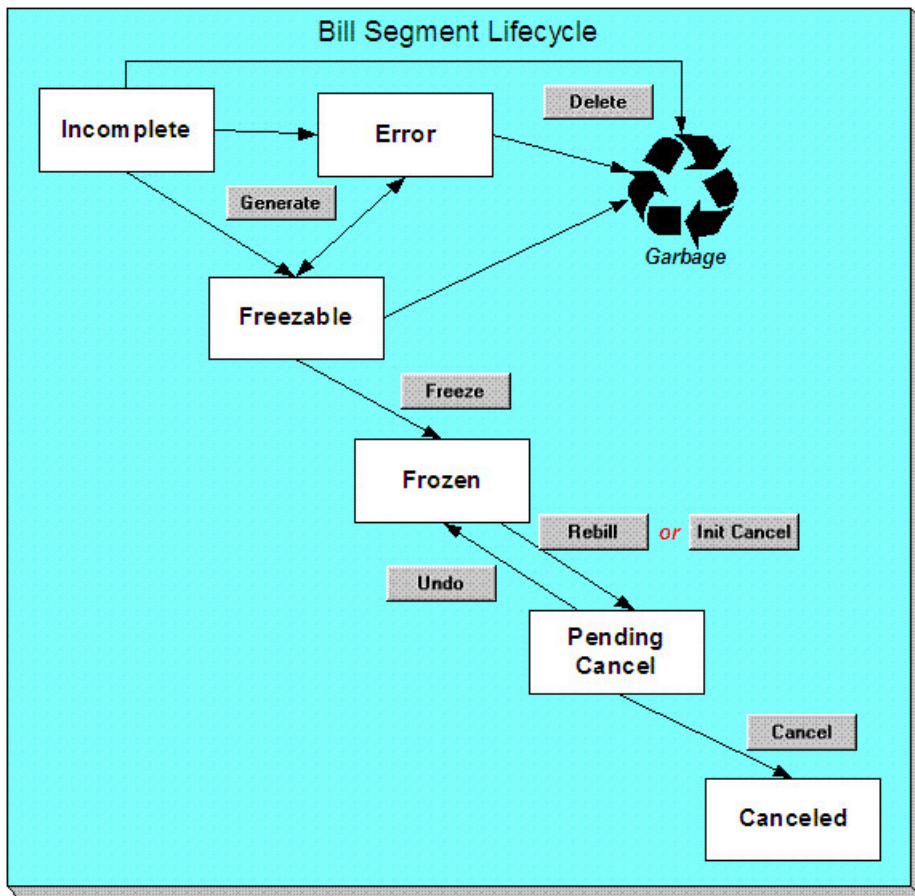 Bill Segment Lifecycle
Delete
Incomplete
Error
Generate
Garbage
Freezable
Freeze
Frozen
Rebill or Init Cancel
Undo
Pending
Cancel
Cancel
Canceled